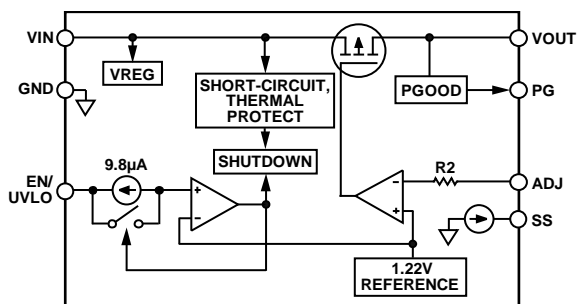 VIN
VOUT
VREG
GND
SHORT-CIRCUIT,
THERMAL
PROTECT
PGOOD
PG
9.8µA
SHUTDOWN
EN/
UVLO
+
–
R2
–
+
ADJ
SS
1.22V
REFERENCE